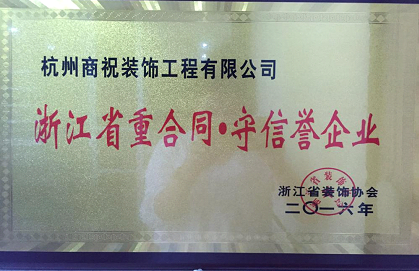 杭州商祝装饰工程有限公司
浙江省重合同·守信誉企业
浙江省装饰协会
二〇一六年